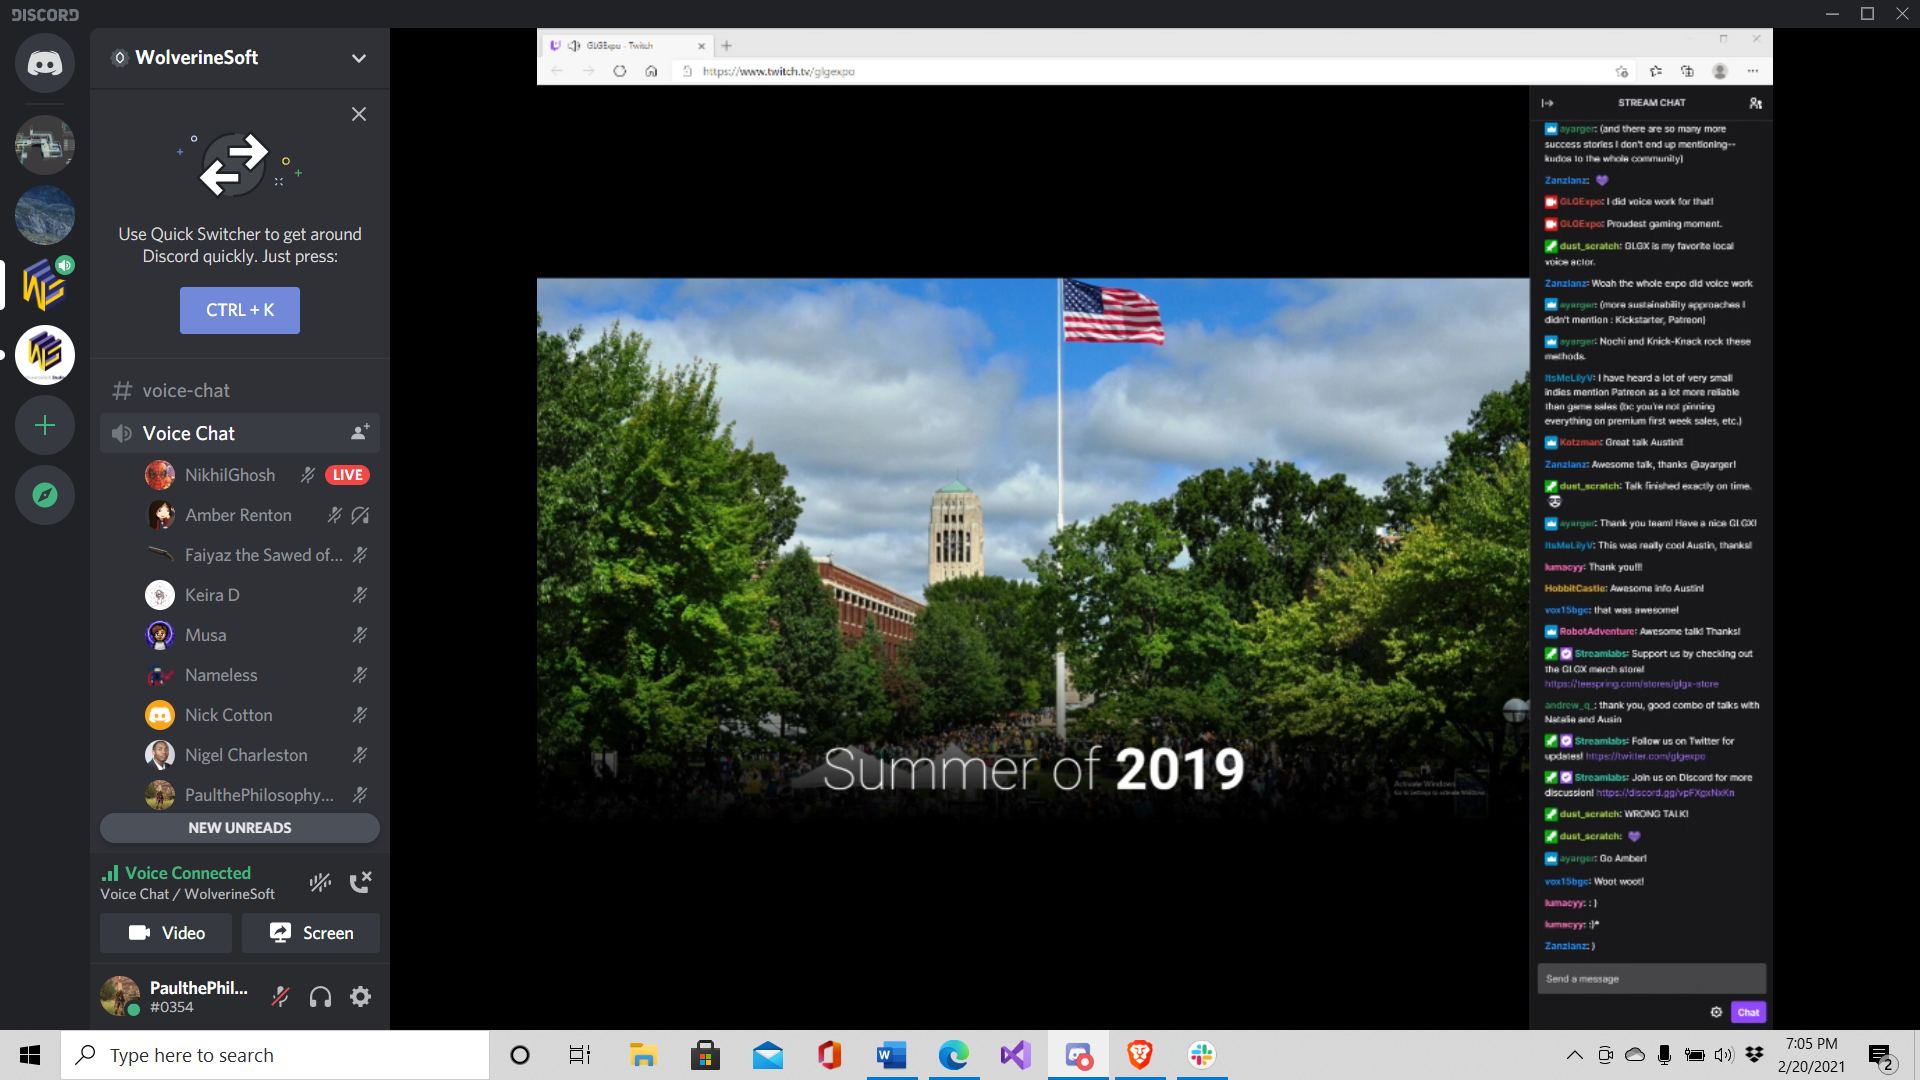 DISCORD
WolverineSoft
Use Quick Switcher to get around
Discord quickly. Just press:
CTRL + K
voice-chat
Voice Chat
NikhilGhosh
LIVE
Amber Renton
Faiyaz the Sawed of...
Keira D
Musa
Nameless
Nick Cotton
Nigel Charleston
PaulthePhilosophy...
NEW UNREADS
Voice Connected
Voice Chat / WolverineSoft
Video
Screen
PaulthePhil...
#0354
GLGExpo - Twitch
https://www.twitch.tv/glgexpo
Summer of 2019
Activate Windows
Go to Settings to activate Windows.
STREAM CHAT
ayarger: (and there are so many more
success stories I don't end up mentioning--
kudos to the whole community)
Zanzlanz:
GLGExpo: I did voice work for that!
GLGExpo: Proudest gaming moment.
dust_scratch: GLGX is my favorite local
voice actor.
Zanzlanz: Woah the whole expo did voice work
ayarger: (more sustainability approaches I
didn't mention : Kickstarter, Patreon)
ayarger: Nochi and Knick-Knack rock these
methods.
ItsMeLilyV: I have heard a lot of very small
indies mention Patreon as a lot more reliable
than game sales (bc you're not pinning
everything on premium first week sales, etc.)
Kotzman: Great talk Austin!!
Zanzlanz: Awesome talk, thanks @ayarger!
dust_scratch: Talk finished exactly on time.
ayarger: Thank you team! Have a nice GLGX!
ItsMeLilyV: This was really cool Austin, thanks!
lumacyy: Thank you!!!
HobbitCastle: Awesome info Austin!
vox15bgc: that was awesome!
RobotAdventure: Awesome talk! Thanks!
Streamlabs: Support us by checking out
the GLGX merch store!
https://teespring.com/stores/glgx-store
andrew_q_: thank you, good combo of talks with
Natalie and Ausin
Streamlabs: Follow us on Twitter for
updates! https://twitter.com/glgexpo
Streamlabs: Join us on Discord for more
discussion! https://discord.gg/vpFXgxNxKn
dust_scratch: WRONG TALK!
dust_scratch:
ayarger: Go Amber!
vox15bgc: Woot woot!
lumacyy: : )
lumacyy: :)*
Zanzlanz: )
Send a message
Chat
Type here to search
7:05 PM
2/20/2021
2